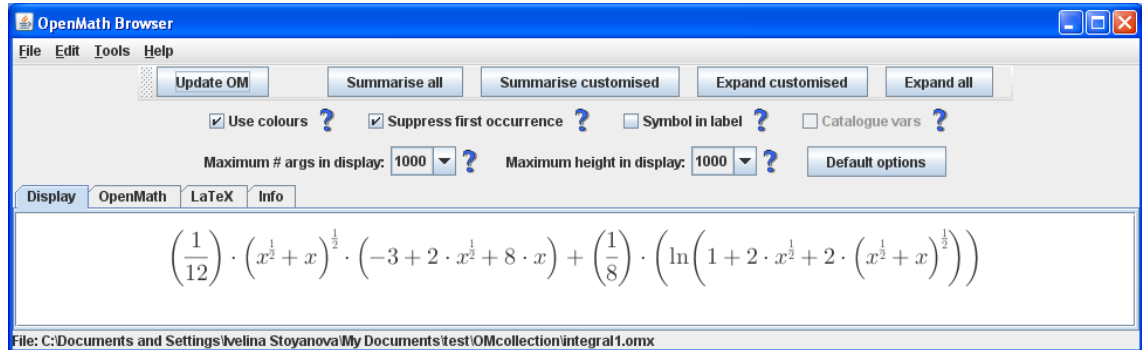 OpenMath Browser
File Edit Tools Help
Update OM Summarise all Summarise customised Expand customised Expand all
Use colours ? Suppress first occurrence ? Symbol in label ? Catalogue vars ?
Maximum # args in display: 1000 ? Maximum height in display: 1000 ? Default options
Display OpenMath LaTeX Info
(1/12) · (x^{1/2} + x)^{1/2} · (−3 + 2 · x^{1/2} + 8 · x) + (1/8) · (ln(1 + 2 · x^{1/2} + 2 · (x^{1/2} + x)^{1/2}))
File: C:\Documents and Settings\Ivelina Stoyanova\My Documents\test\OMcollection\integral1.omx